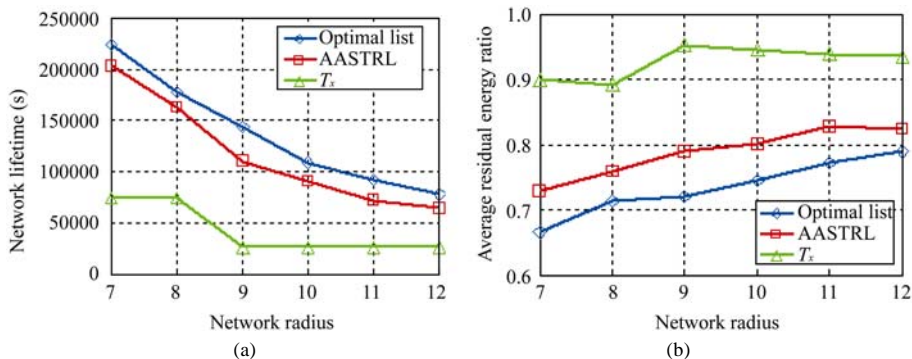 250000
200000
150000
100000
50000
0
Network lifetime (s)
Optimal list
AASTRL
Tx
7 8 9 10 11 12
Network radius
(a)
1.0
0.9
0.8
0.7
0.6
Average residual energy ratio
Optimal list
AASTRL
Tx
7 8 9 10 11 12
Network radius
(b)